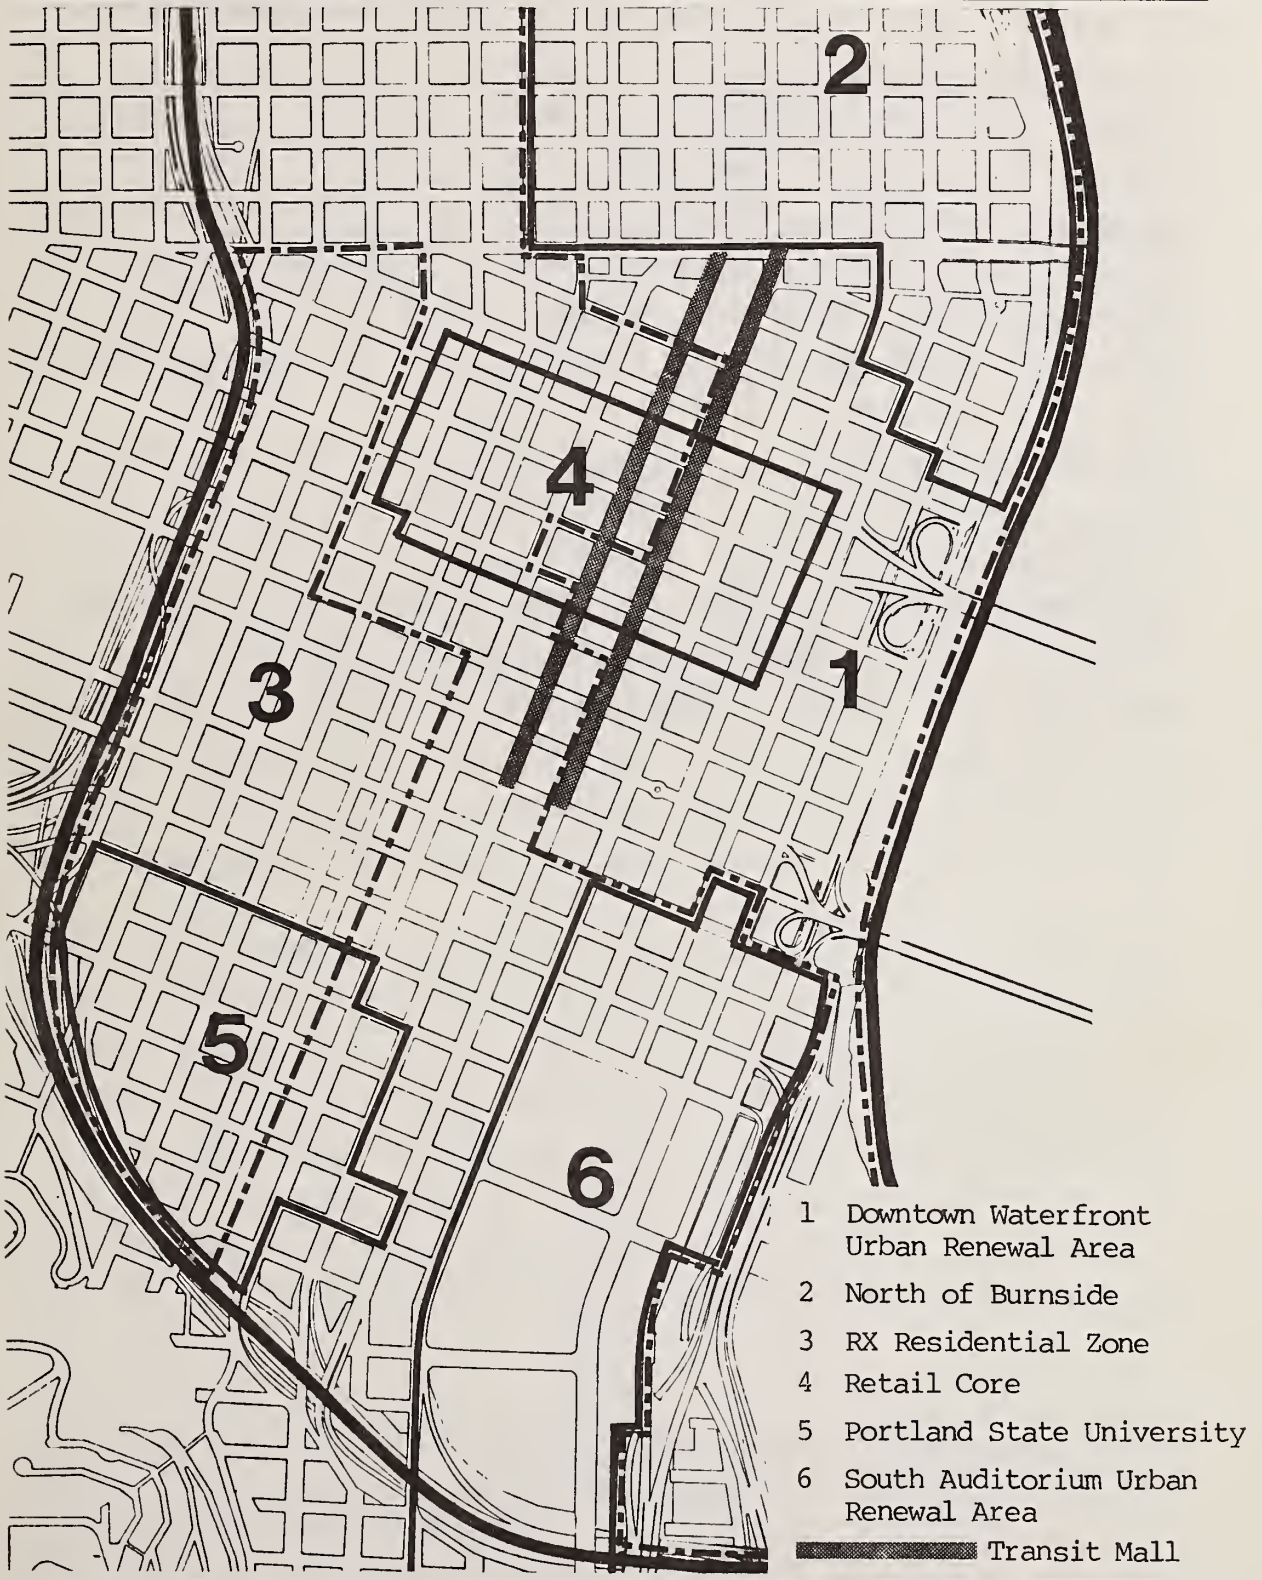 2
4
3
1
5
6
1 Downtown Waterfront
Urban Renewal Area
2 North of Burnside
3 RX Residential Zone
4 Retail Core
5 Portland State University
6 South Auditorium Urban
Renewal Area
Transit Mall